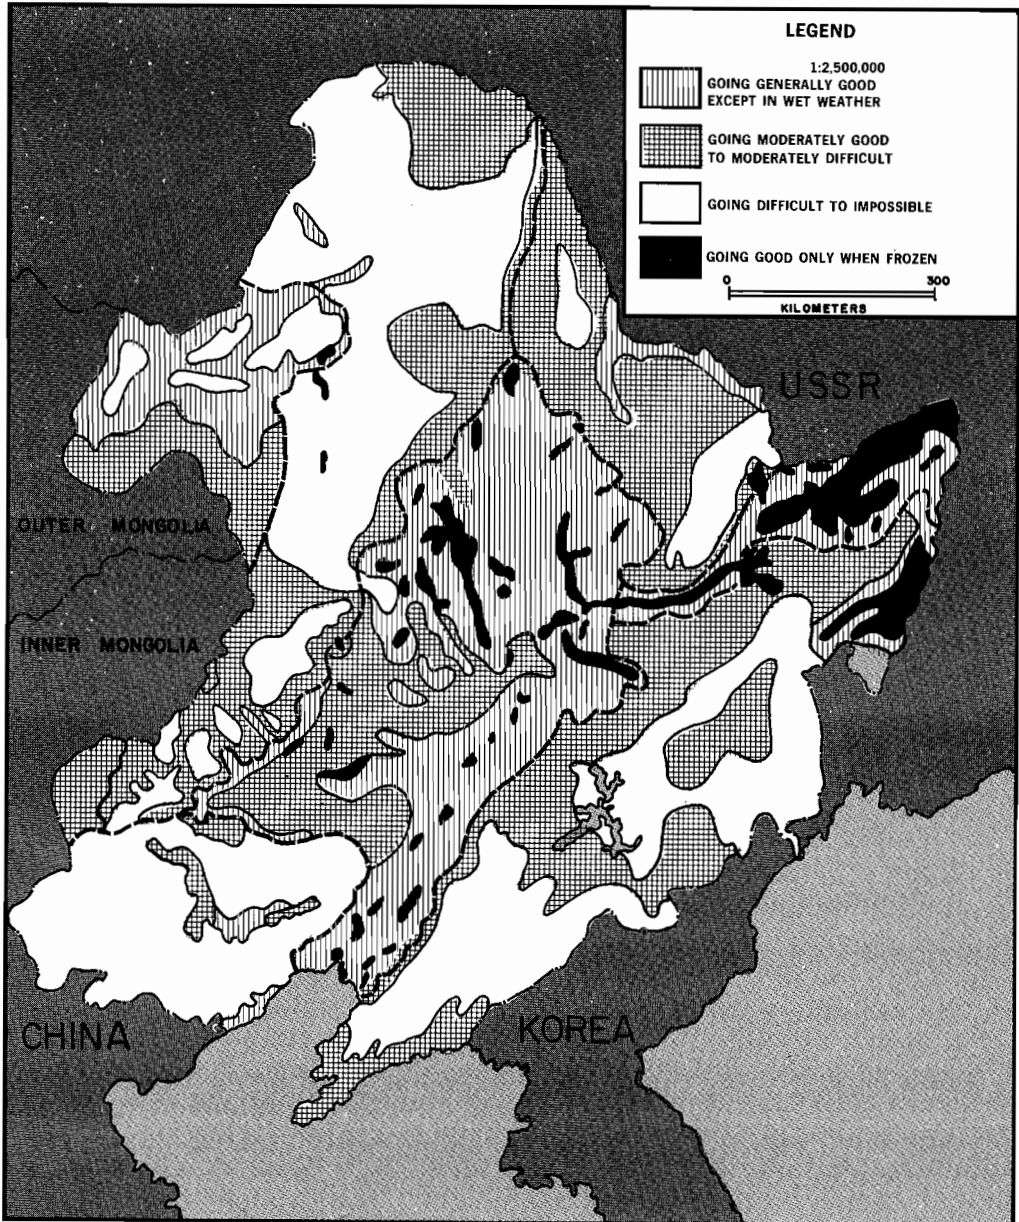 LEGEND
1:2,500,000
GOING GENERALLY GOOD
EXCEPT IN WET WEATHER
GOING MODERATELY GOOD
TO MODERATELY DIFFICULT
GOING DIFFICULT TO IMPOSSIBLE
GOING GOOD ONLY WHEN FROZEN
0 300
KILOMETERS
USSR
OUTER MONGOLIA
INNER MONGOLIA
CHINA
KOREA